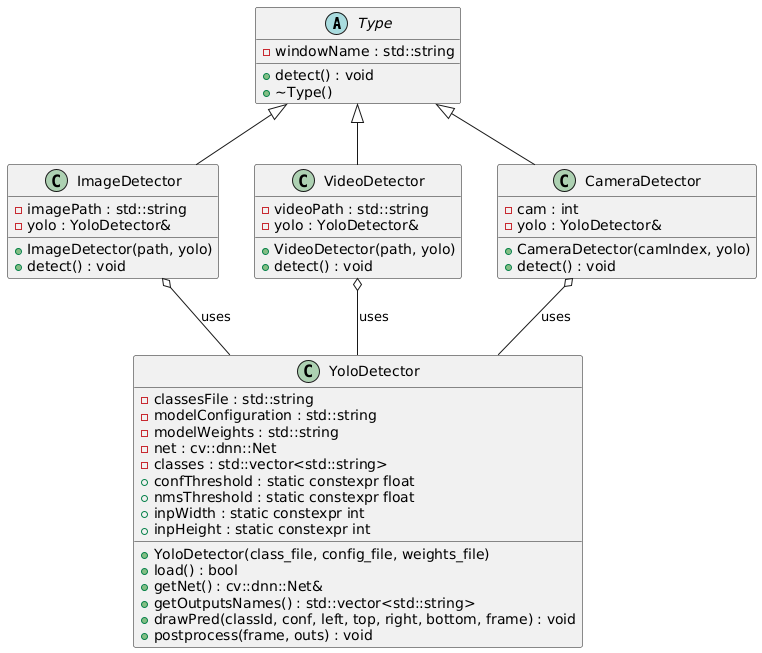 A Type
windowName : std::string
detect() : void
~Type()
C ImageDetector
imagePath : std::string
yolo : YoloDetector&
ImageDetector(path, yolo)
detect() : void
C VideoDetector
videoPath : std::string
yolo : YoloDetector&
VideoDetector(path, yolo)
detect() : void
C CameraDetector
cam : int
yolo : YoloDetector&
CameraDetector(camIndex, yolo)
detect() : void
uses
uses
uses
C YoloDetector
classesFile : std::string
modelConfiguration : std::string
modelWeights : std::string
net : cv::dnn::Net
classes : std::vector<std::string>
confThreshold : static constexpr float
nmsThreshold : static constexpr float
inpWidth : static constexpr int
inpHeight : static constexpr int
YoloDetector(class_file, config_file, weights_file)
load() : bool
getNet() : cv::dnn::Net&
getOutputsNames() : std::vector<std::string>
drawPred(classId, conf, left, top, right, bottom, frame) : void
postprocess(frame, outs) : void